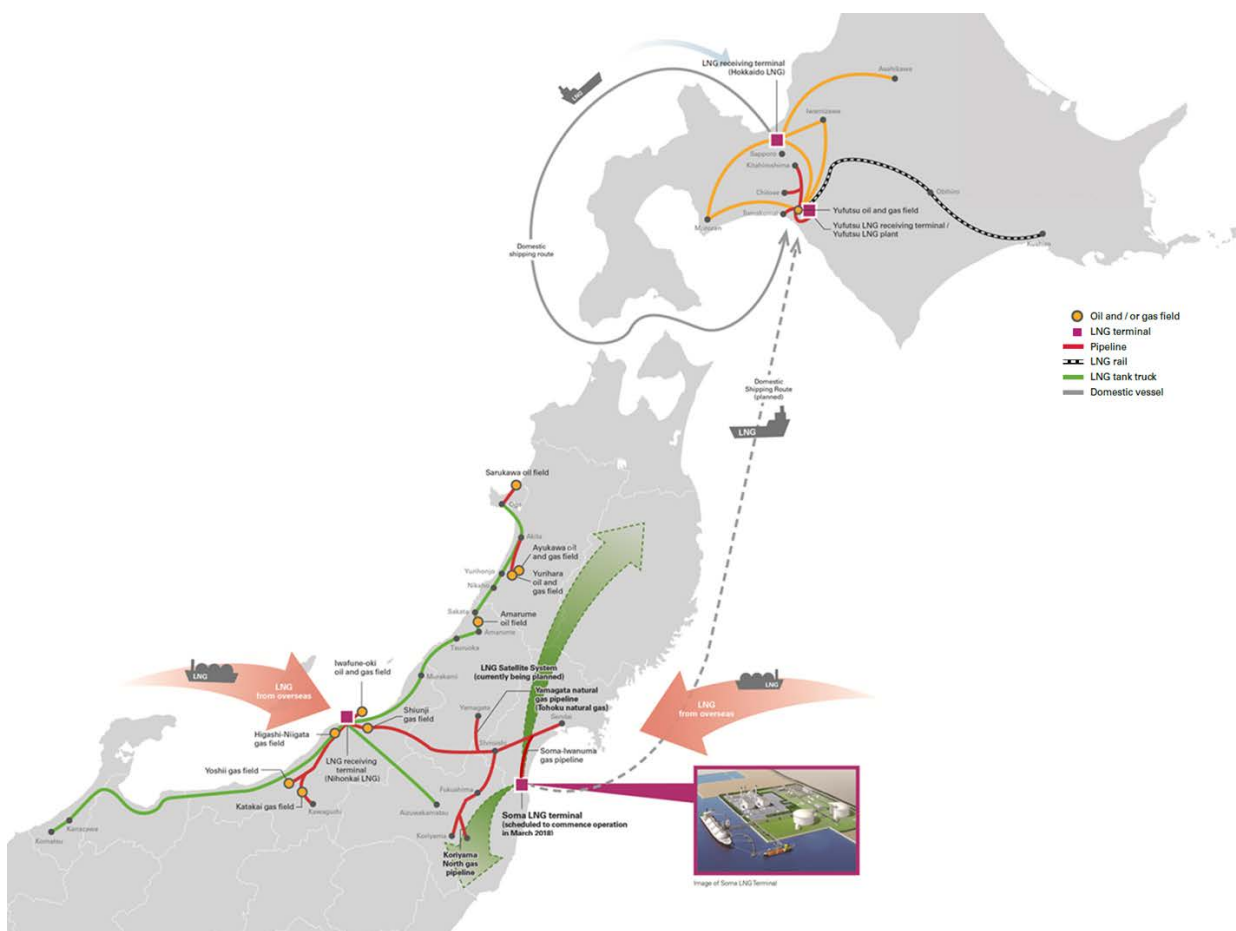 LNG receiving terminal
(Hokkaido LNG)
LNG
Asahikawa
Iwamizawa
Sapporo
Kitahiroshima
Chitose
Tomakomai
Muroran
Obihiro
Kushiro
Yufutsu oil and gas field
Yufutsu LNG receiving terminal /
Yufutsu LNG plant
Domestic
shipping route
Oil and / or gas field
LNG terminal
Pipeline
LNG rail
LNG tank truck
Domestic vessel
Domestic
Shipping Route
(planned)
LNG
Sarukawa oil field
Oga
Akita
Ayukawa oil
and gas field
Yurihonjo
Yurihara
oil and
gas field
Nikaho
Sakata
Amarume
oil field
Amarume
Tsuruoka
Iwafune-oki
oil and gas field
LNG
LNG
from overseas
Murakami
LNG Satellite System
(currently being planned)
Yamagata natural
gas pipeline
(Tohoku natural gas)
LNG
LNG
from overseas
Shiunji
gas field
Yamagata
Sendai
Higashi-Niigata
gas field
Shiroishi
Soma-Iwanuma
gas pipeline
LNG receiving
terminal
(Nihonkai LNG)
Yoshii gas field
Katakai gas field
Kawaguchi
Fukushima
Aizuwakamatsu
Soma LNG terminal
(scheduled to commence operation
in March 2018)
Kanazawa
Komatsu
Koriyama
Koriyama
North gas
pipeline
Image of Soma LNG Terminal